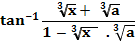 tan⁻¹ (∛x + ∛a) / (1 − ∛x . ∛a)